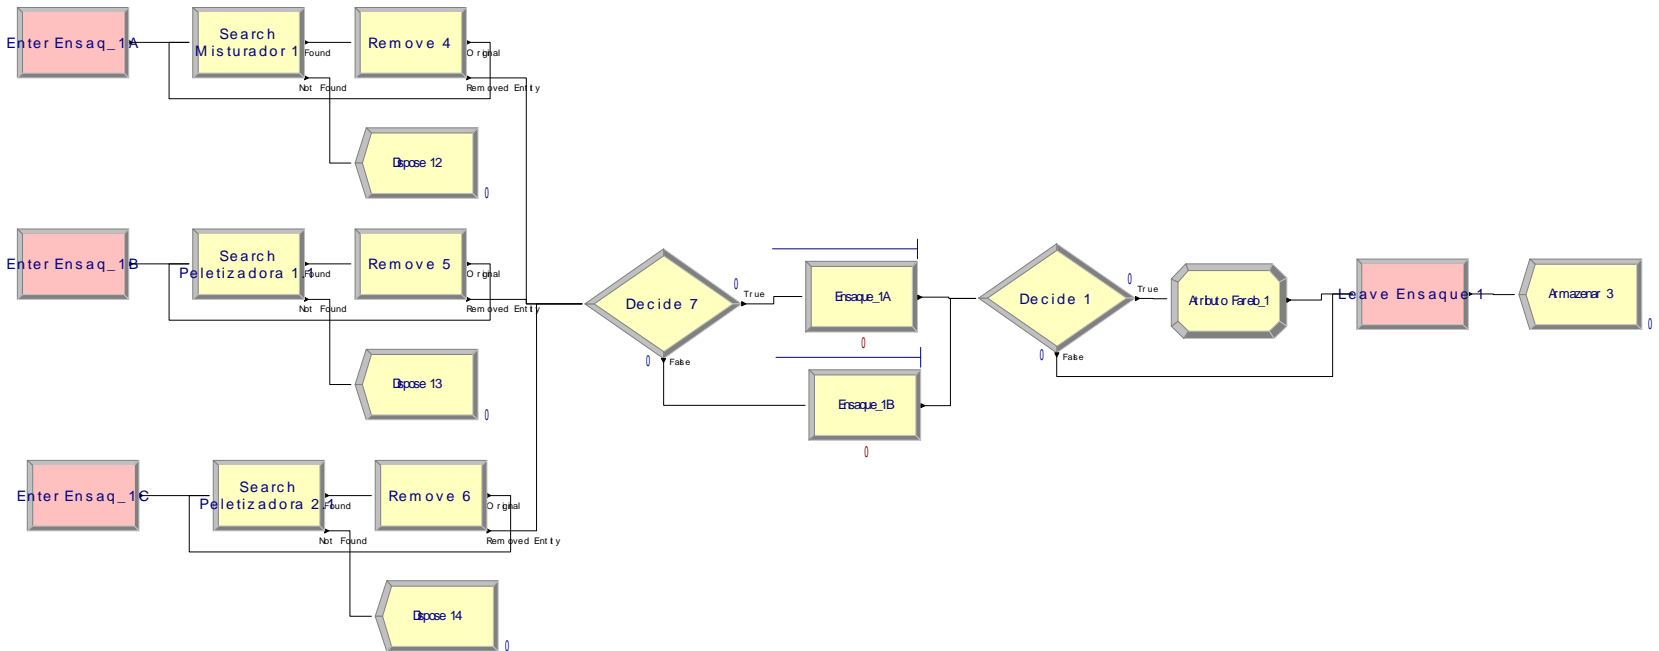 Enter Ensaq_1A
Search
Misturador 1
Found
Not Found
Remove 4
Original
Removed Entity
Dispose 12
0
Enter Ensaq_1B
Search
Peletizadora 1.1
Found
Not Found
Remove 5
Original
Removed Entity
Dispose 13
0
Enter Ensaq_1C
Search
Peletizadora 2.1
Found
Not Found
Remove 6
Original
Removed Entity
Dispose 14
0
Decide 7
0
True
0
False
Ensaque_1A
0
Ensaque_1B
0
Decide 1
0
True
0
False
Leave Ensaque 1
Armazenar 3
0